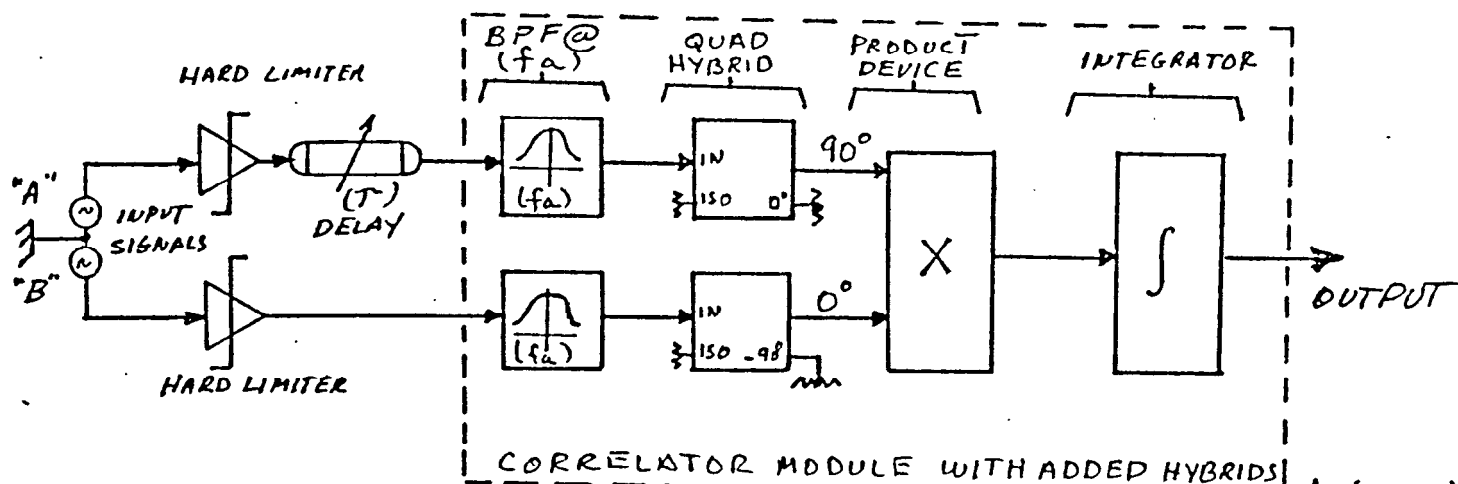 BPF@
(fa)
QUAD
HYBRID
PRODUCT
DEVICE
INTEGRATOR
HARD LIMITER
"A"
INPUT
SIGNALS
"B"
(T)
DELAY
(fa)
IN
ISO 0°
90°
X
∫
OUTPUT
(fa)
IN
ISO
0°
HARD LIMITER
CORRELATOR MODULE WITH ADDED HYBRIDS